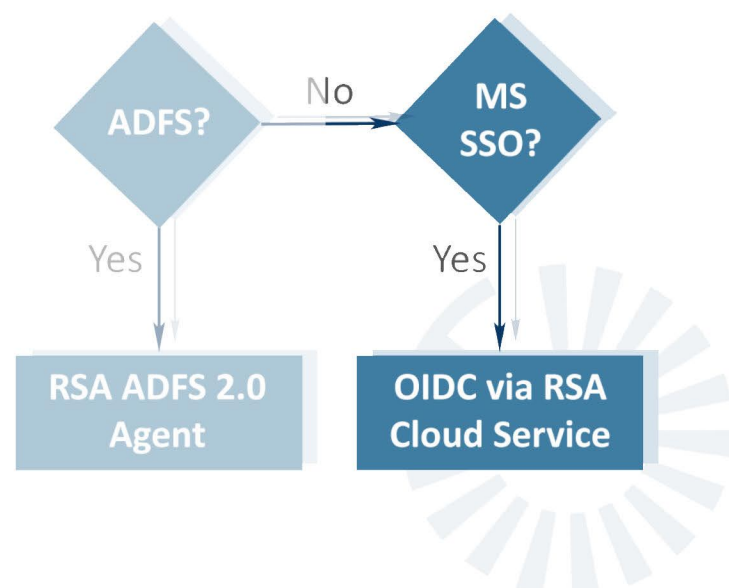 ADFS?
No
MS
SSO?
Yes
Yes
RSA ADFS 2.0
Agent
OIDC via RSA
Cloud Service